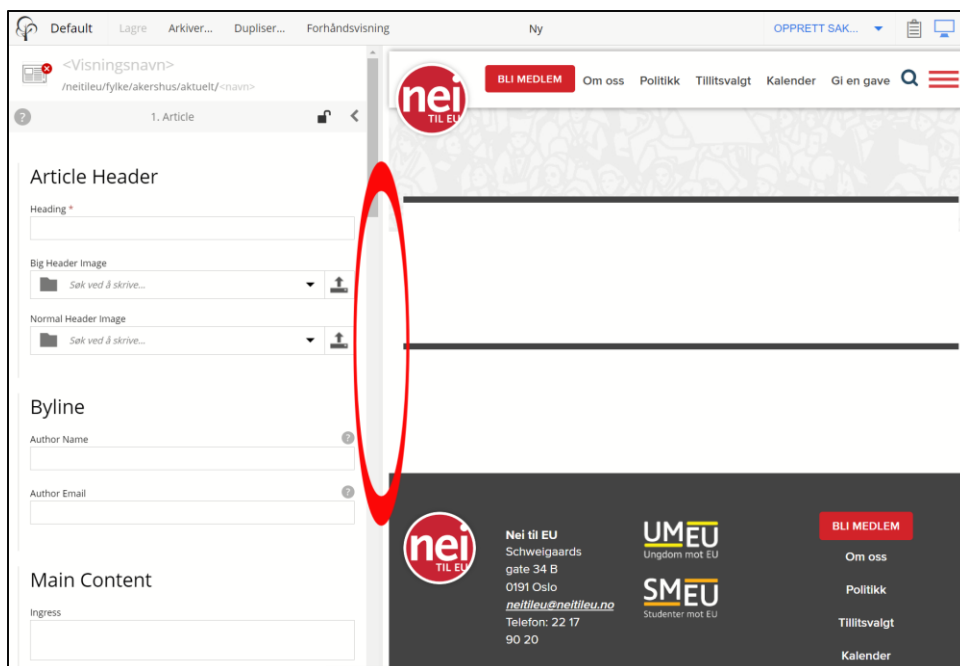 Default Lagre Arkiver... Dupliser... Forhåndsvisning Ny OPPRETT SAK...
<Visningsnavn>
/neitileu/fylke/akershus/aktuelt/<navn>
? 1. Article
Article Header
Heading *
Big Header Image
Søk ved å skrive...
Normal Header Image
Søk ved å skrive...
Byline
Author Name ?
Author Email ?
Main Content
Ingress
nei
TIL EU
BLI MEDLEM Om oss Politikk Tillitsvalgt Kalender Gi en gave
nei
TIL EU
Nei til EU
Schweigaards
gate 34 B
0191 Oslo
neitileu@neitileu.no
Telefon: 22 17
90 20
UMEU
Ungdom mot EU
SMEU
Studenter mot EU
BLI MEDLEM
Om oss
Politikk
Tillitsvalgt
Kalender